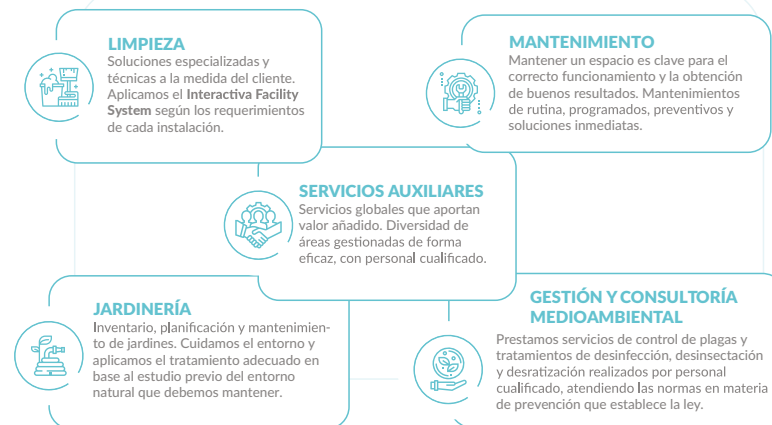 LIMPIEZA
Soluciones especializadas y
técnicas a la medida del cliente.
Aplicamos el Interactiva Facility
System según los requerimientos
de cada instalación.
MANTENIMIENTO
Mantener un espacio es clave para el
correcto funcionamiento y la obtención
de buenos resultados. Mantenimientos
de rutina, programados, preventivos y
soluciones inmediatas.
SERVICIOS AUXILIARES
Servicios globales que aportan
valor añadido. Diversidad de
áreas gestionadas de forma
eficaz, con personal cualificado.
JARDINERÍA
Inventario, planificación y mantenimien-
to de jardines. Cuidamos el entorno y
aplicamos el tratamiento adecuado en
base al estudio previo del entorno
natural que debemos mantener.
GESTIÓN Y CONSULTORÍA
MEDIOAMBIENTAL
Prestamos servicios de control de plagas y
tratamientos de desinfección, desinsectación
y desratización realizados por personal
cualificado, atendiendo las normas en materia
de prevención que establece la ley.